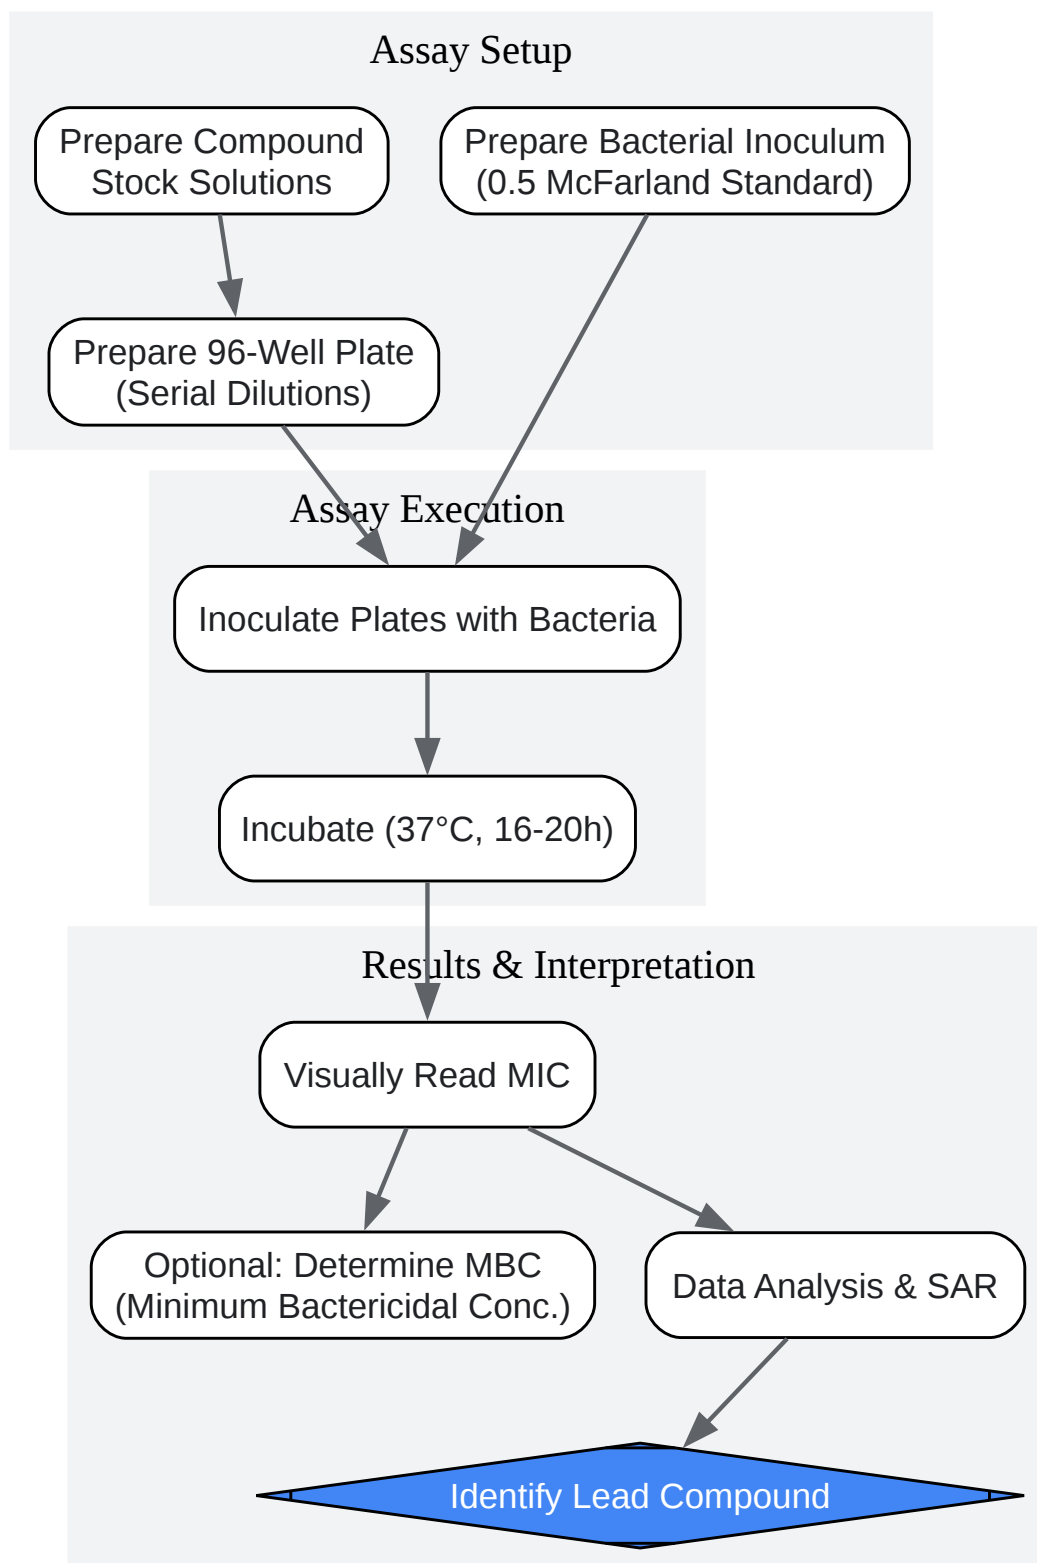 Assay Setup
Prepare Compound
Stock Solutions
Prepare Bacterial Inoculum
(0.5 McFarland Standard)
Prepare 96-Well Plate
(Serial Dilutions)
Assay Execution
Inoculate Plates with Bacteria
Incubate (37°C, 16-20h)
Results & Interpretation
Visually Read MIC
Optional: Determine MBC
(Minimum Bactericidal Conc.)
Data Analysis & SAR
Identify Lead Compound